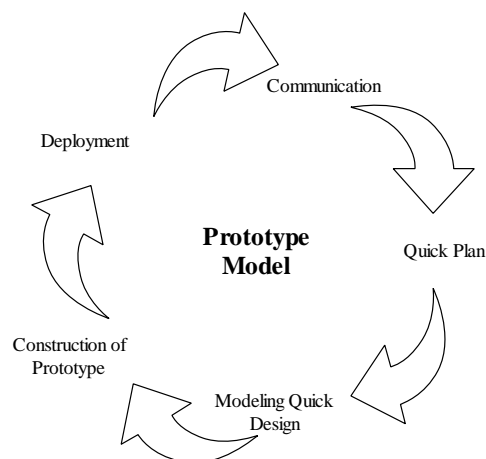 Communication
Deployment
Prototype
Model
Quick Plan
Construction of
Prototype
Modeling Quick
Design